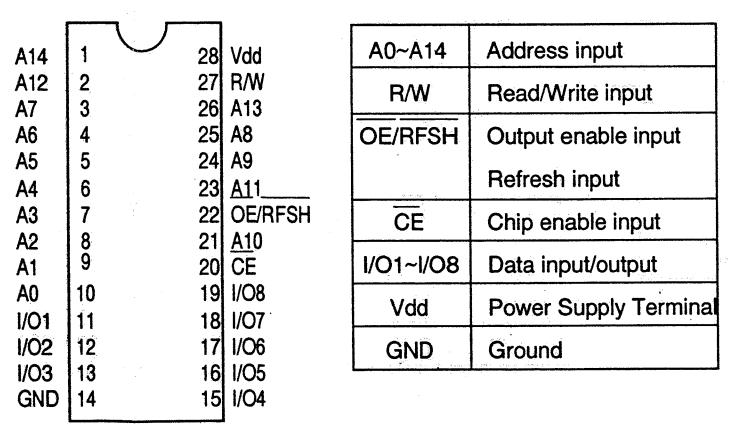 A14 1 28 Vdd
A12 2 27 R/W
A7 3 26 A13
A6 4 25 A8
A5 5 24 A9
A4 6 23 A11
A3 7 22 OE/RFSH
A2 8 21 A10
A1 9 20 CE
A0 10 19 I/O8
I/O1 11 18 I/O7
I/O2 12 17 I/O6
I/O3 13 16 I/O5
GND 14 15 I/O4
A0~A14 Address input
R/W Read/Write input
OE/RFSH Output enable input
Refresh input
CE Chip enable input
I/O1~I/O8 Data input/output
Vdd Power Supply Terminal
GND Ground